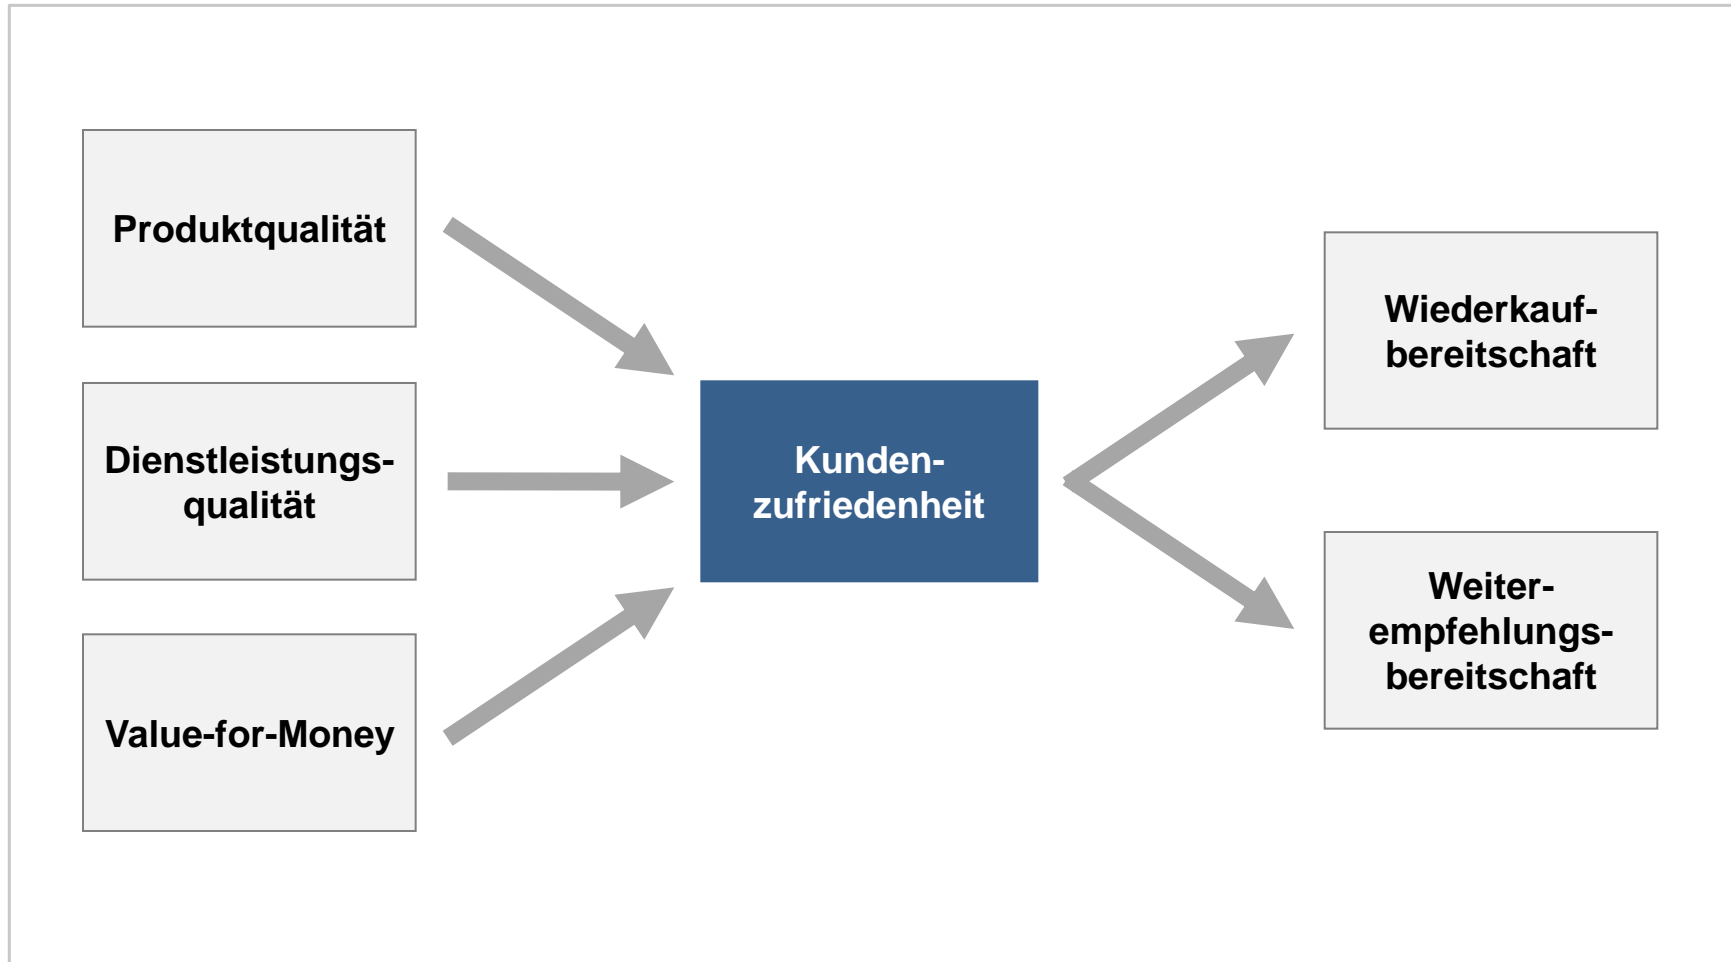 Produktqualität
Dienstleistungs-
qualität
Value-for-Money
Kunden-
zufriedenheit
Wiederkauf-
bereitschaft
Weiter-
empfehlungs-
bereitschaft